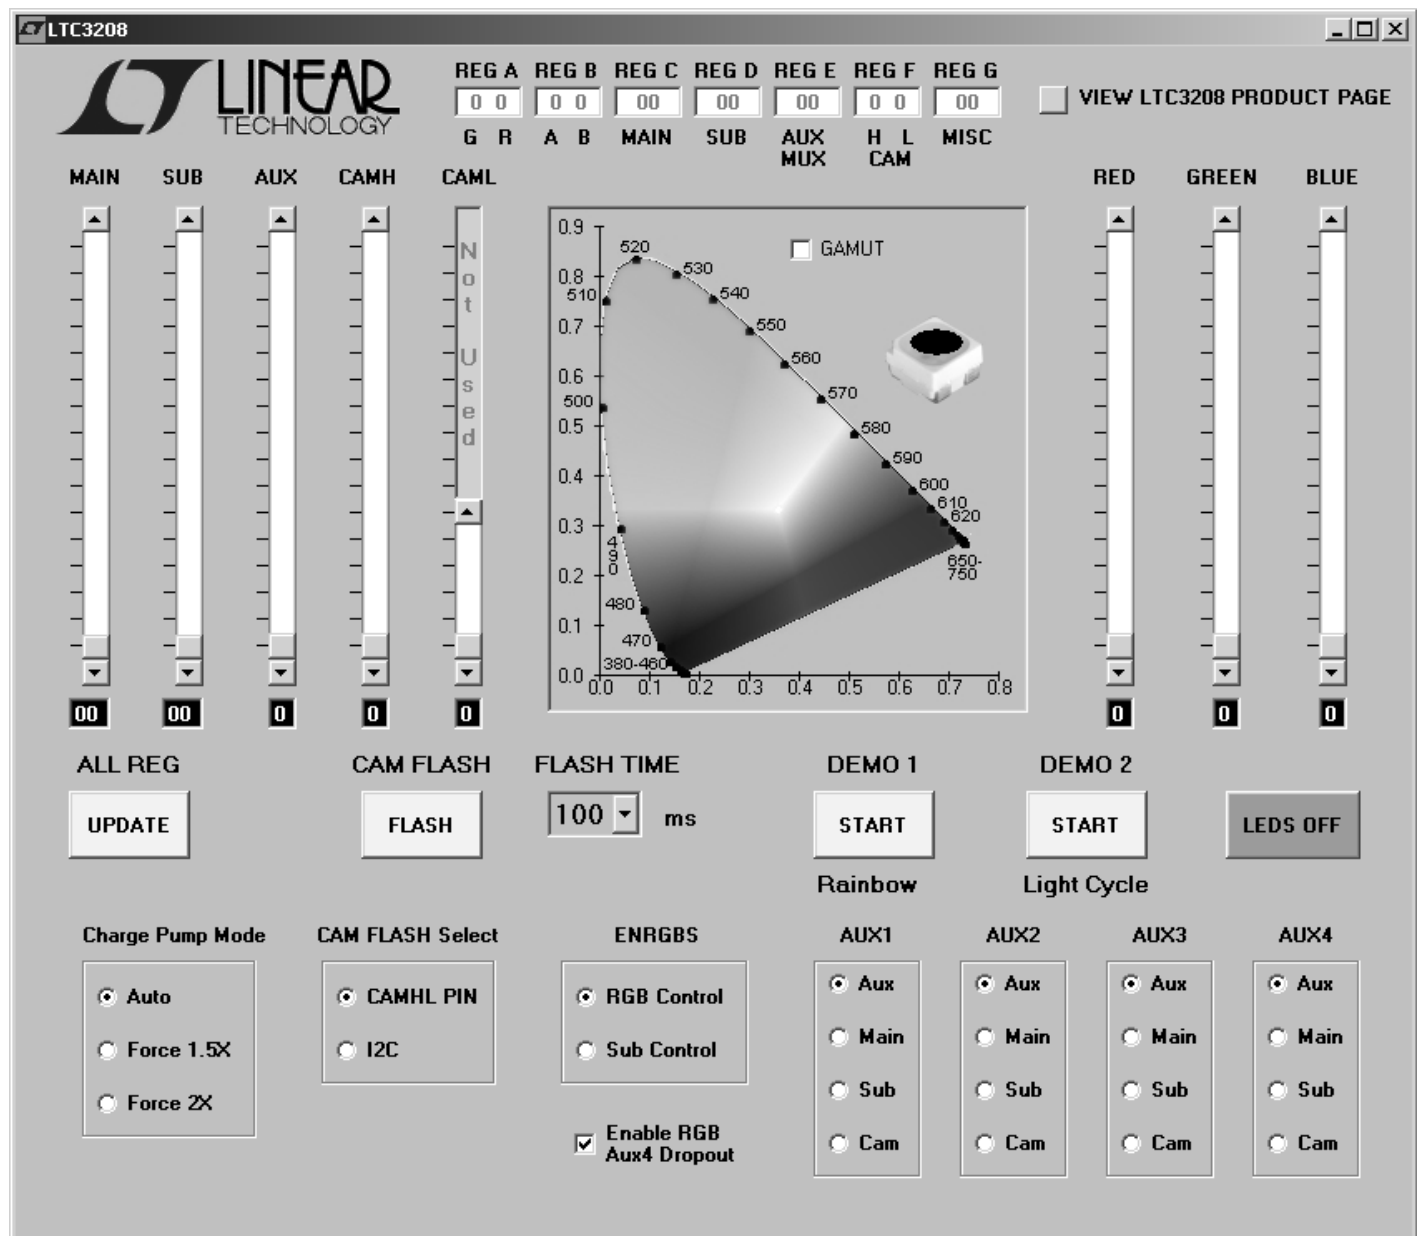 LTC3208
LINEAR
TECHNOLOGY
REG A REG B REG C REG D REG E REG F REG G
0 0 0 0 00 00 00 0 0 00
G R A B MAIN SUB AUX H L MISC
MUX CAM
VIEW LTC3208 PRODUCT PAGE
MAIN SUB AUX CAMH CAML
RED GREEN BLUE
Not Used
GAMUT
0.9
0.8
0.7
0.6
0.5
0.4
0.3
0.2
0.1
0.0
0.0 0.1 0.2 0.3 0.4 0.5 0.6 0.7 0.8
520
530
510
540
550
560
570
500
580
590
600
610
620
490
650-
750
480
470
380-460
00 00 0 0 0
0 0 0
ALL REG CAM FLASH FLASH TIME DEMO 1 DEMO 2
UPDATE FLASH 100 ms START START LEDS OFF
Rainbow Light Cycle
Charge Pump Mode CAM FLASH Select ENRGBS AUX1 AUX2 AUX3 AUX4
Auto CAMHL PIN RGB Control Aux Aux Aux Aux
Force 1.5X I2C Sub Control Main Main Main Main
Force 2X Sub Sub Sub Sub
Enable RGB
Aux4 Dropout
Cam Cam Cam Cam